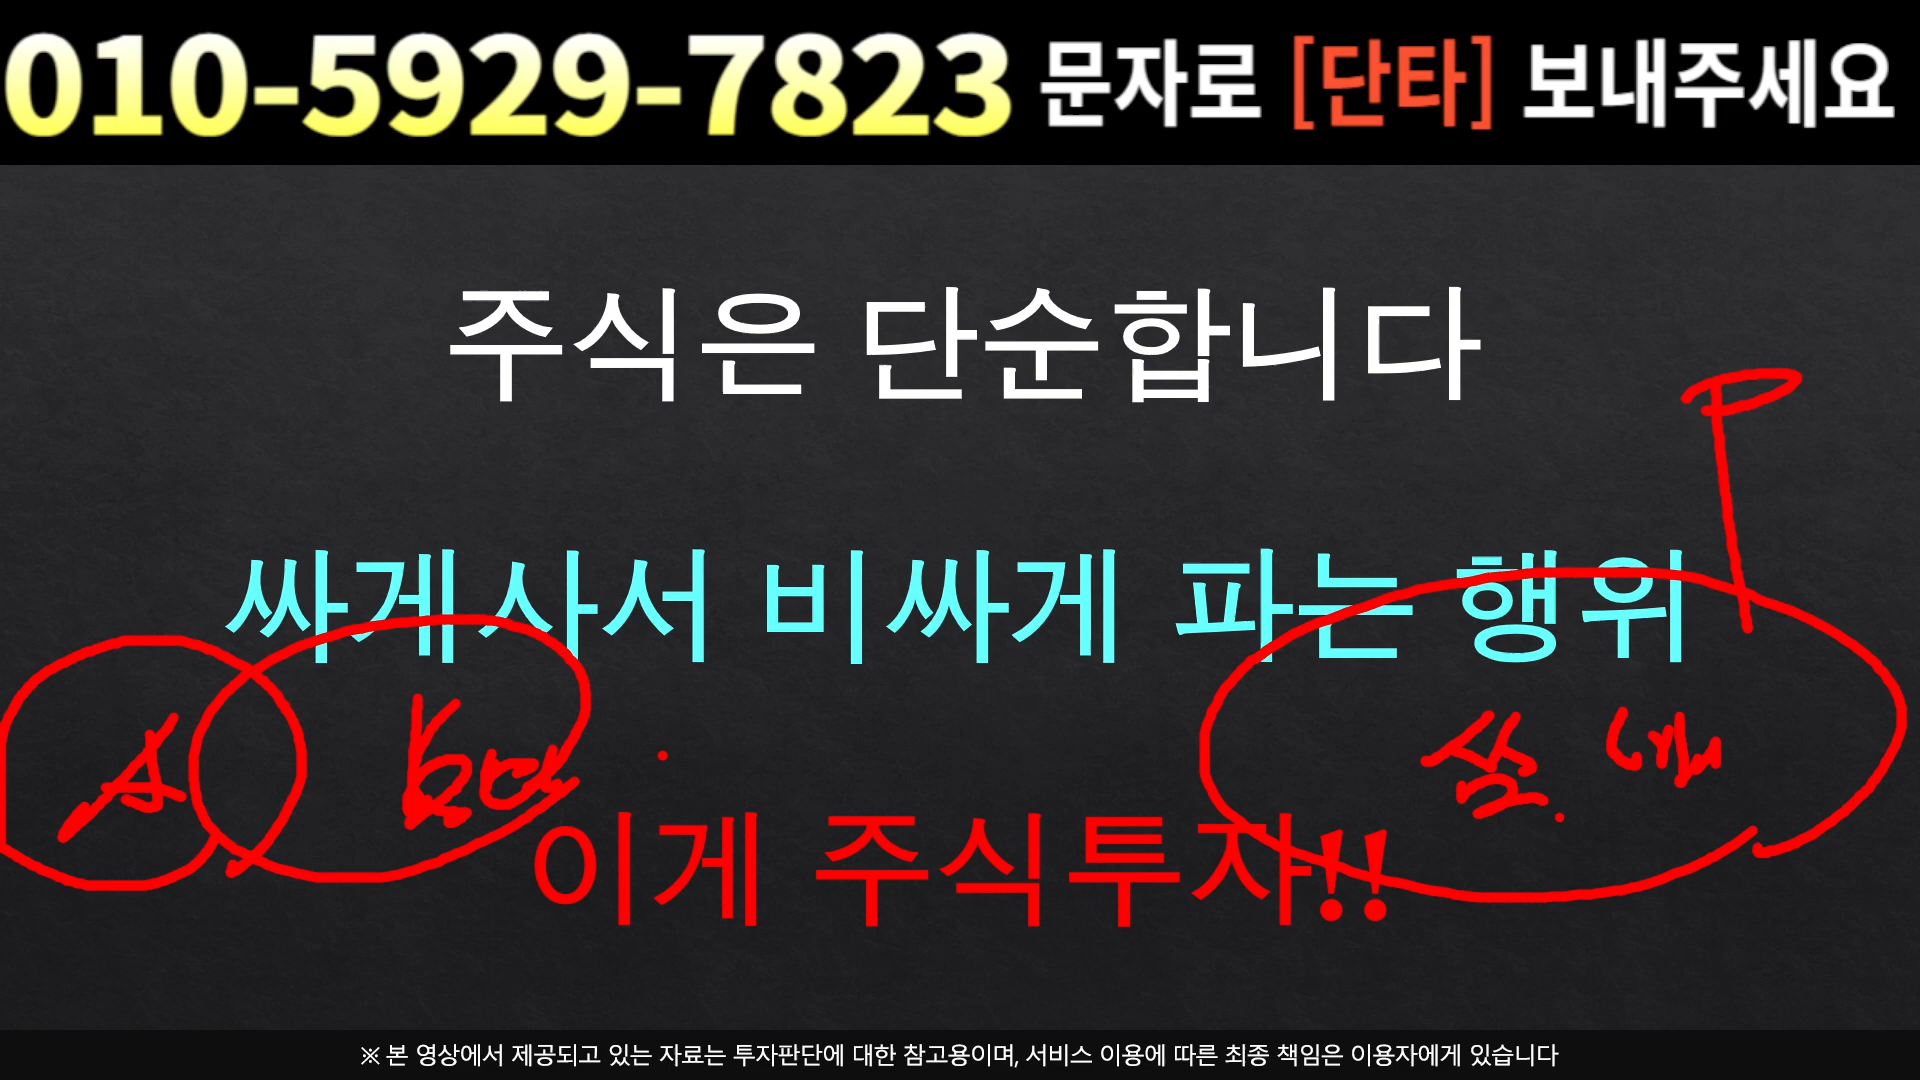 010-5929-7823 문자로 [단타] 보내주세요
주식은 단순합니다
싸게사서 비싸게 파는 행위
이게 주식투자!!
※ 본 영상에서 제공되고 있는 자료는 투자판단에 대한 참고용이며, 서비스 이용에 따른 최종 책임은 이용자에게 있습니다